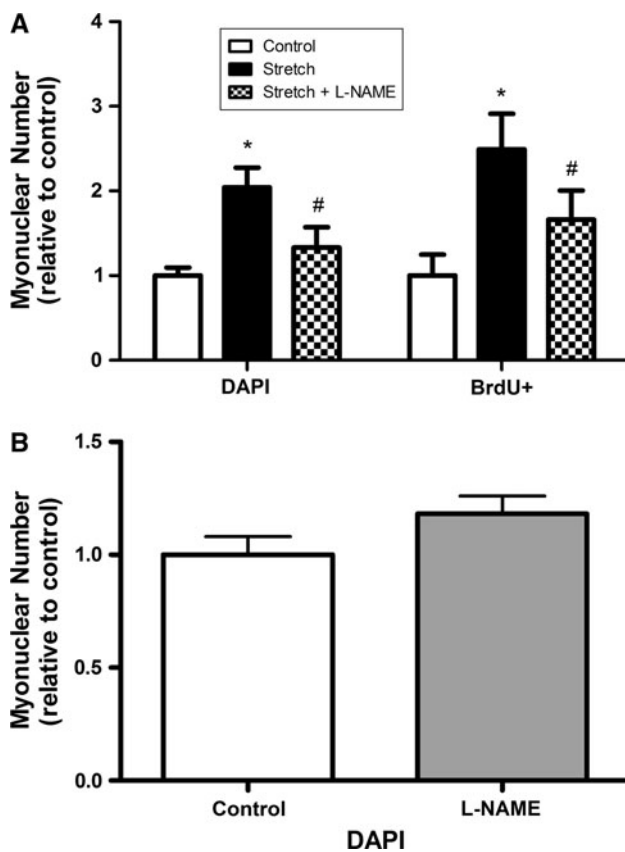 A
Myonuclear Number
(relative to control)
4
3
2
1
0
Control
Stretch
Stretch + L-NAME
*
#
*
#
DAPI
BrdU+
B
Myonuclear Number
(relative to control)
1.5
1.0
0.5
0.0
Control
L-NAME
DAPI